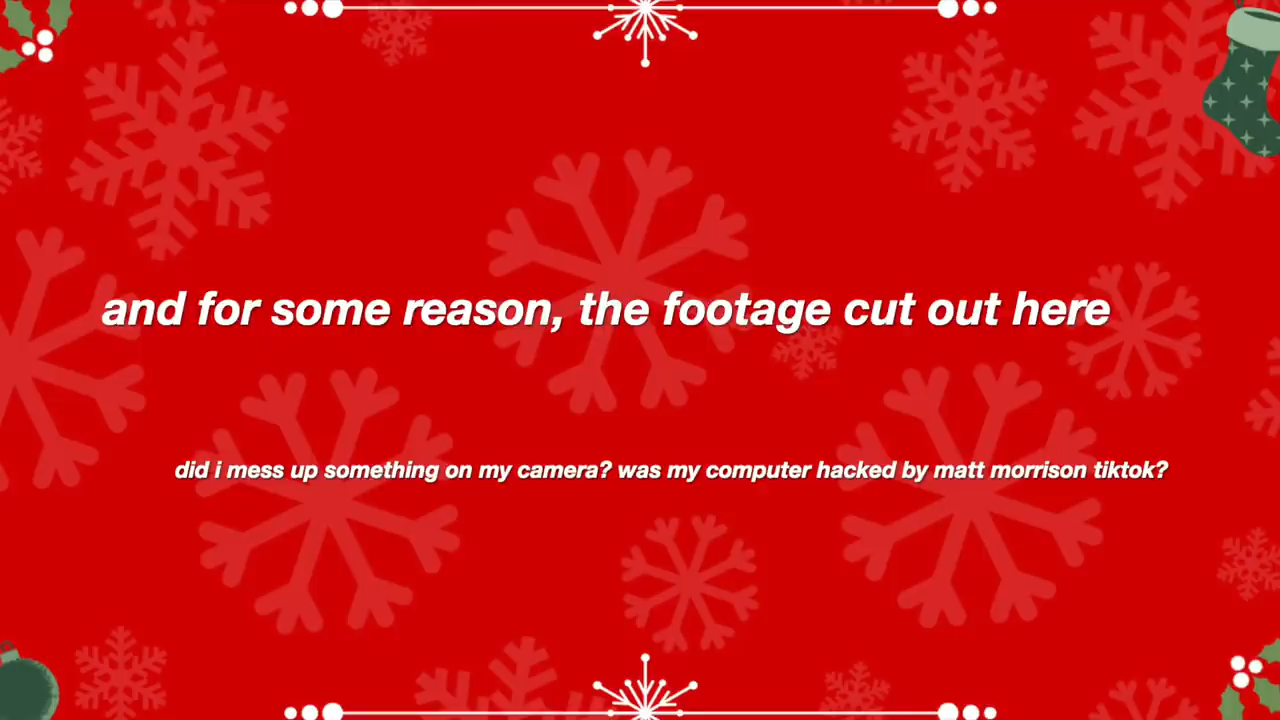 and for some reason, the footage cut out here
did i mess up something on my camera? was my computer hacked by matt morrison tiktok?